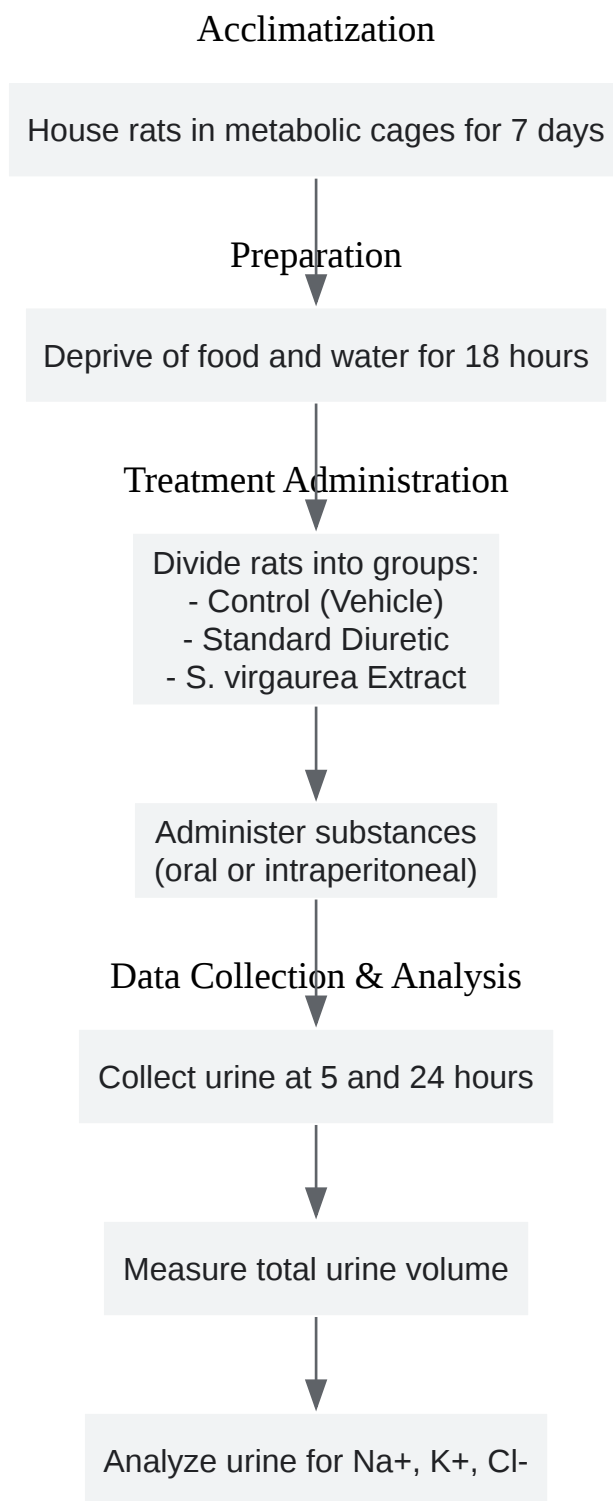 Acclimatization
House rats in metabolic cages for 7 days
Preparation
Deprive of food and water for 18 hours
Treatment Administration
Divide rats into groups:
- Control (Vehicle)
- Standard Diuretic
- S. virgaurea Extract
Administer substances
(oral or intraperitoneal)
Data Collection & Analysis
Collect urine at 5 and 24 hours
Measure total urine volume
Analyze urine for Na+, K+, Cl-